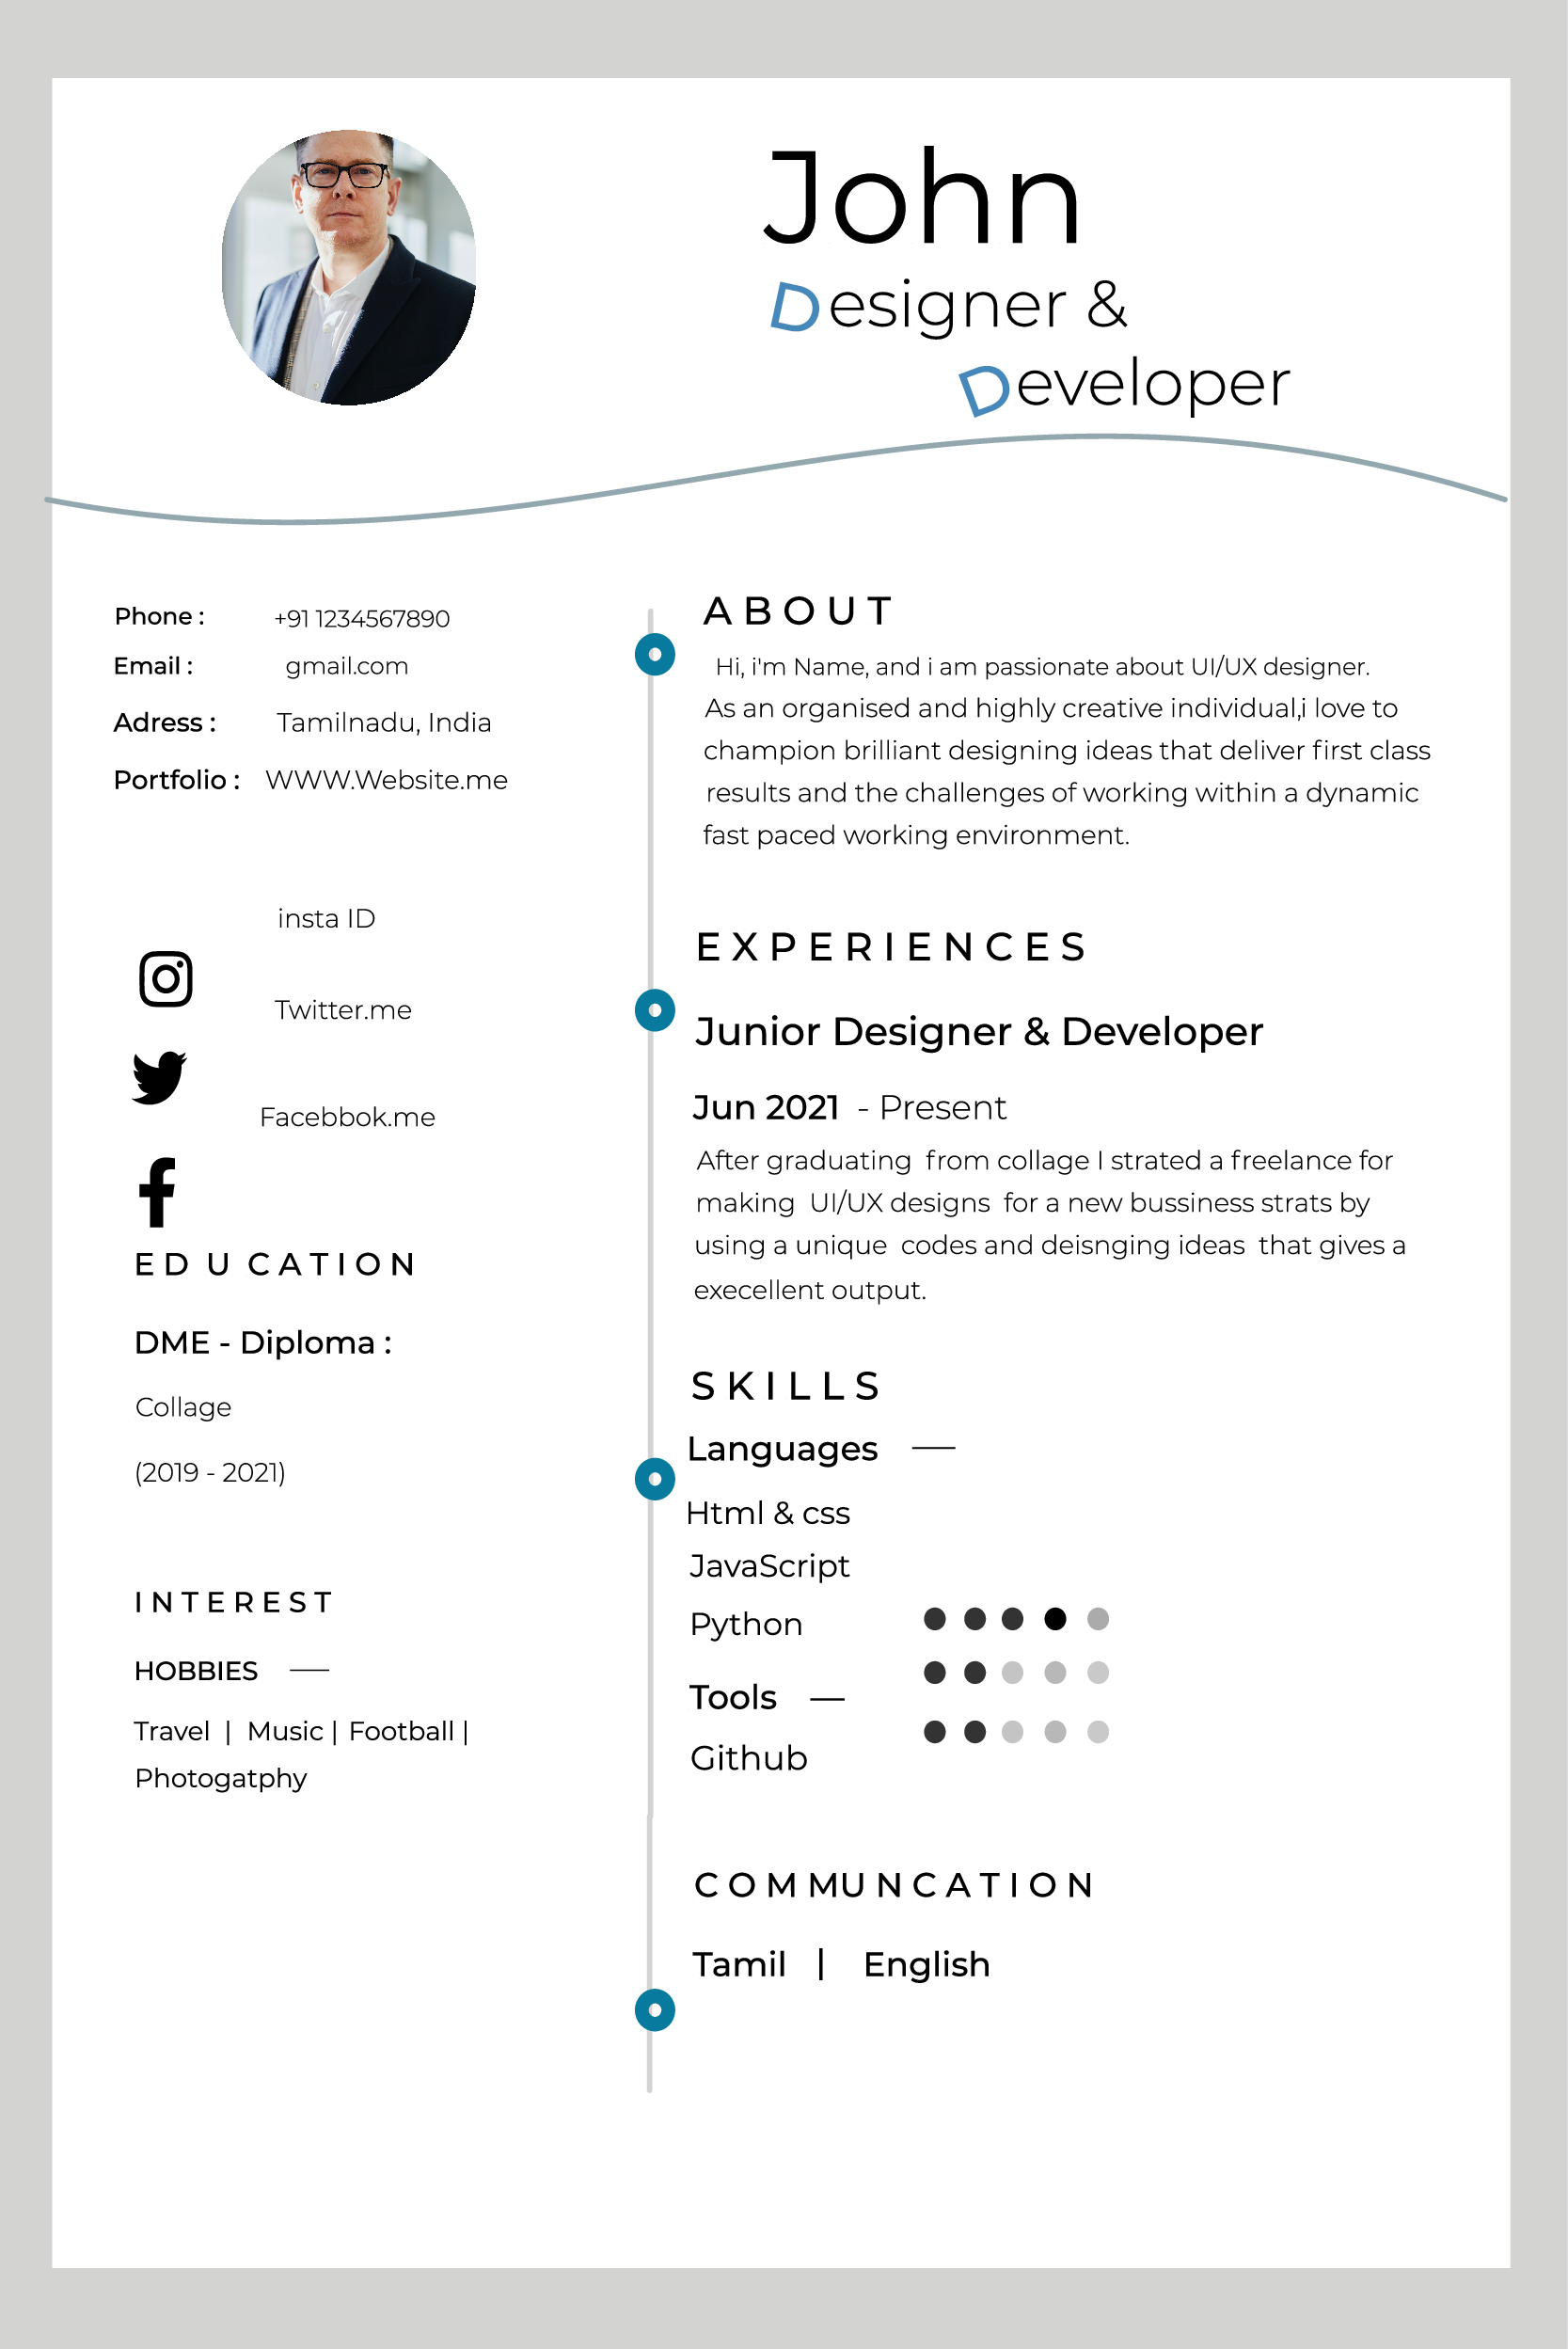 John
Designer &
Developer
Phone : +91 1234567890
Email : gmail.com
Adress : Tamilnadu, India
Portfolio : WWW.Website.me
insta ID
Twitter.me
Facebbok.me
EDUCATION
DME - Diploma :
Collage
(2019 - 2021)
INTEREST
HOBBIES
Travel | Music | Football |
Photogatphy
ABOUT
Hi, i'm Name, and i am passionate about UI/UX designer.
As an organised and highly creative individual,i love to
champion brilliant designing ideas that deliver first class
results and the challenges of working within a dynamic
fast paced working environment.
EXPERIENCES
Junior Designer & Developer
Jun 2021 - Present
After graduating from collage I strated a freelance for
making UI/UX designs for a new bussiness strats by
using a unique codes and deisnging ideas that gives a
execellent output.
SKILLS
Languages —
Html & css
JavaScript
Python
Tools —
Github
COMMUNCATION
Tamil | English